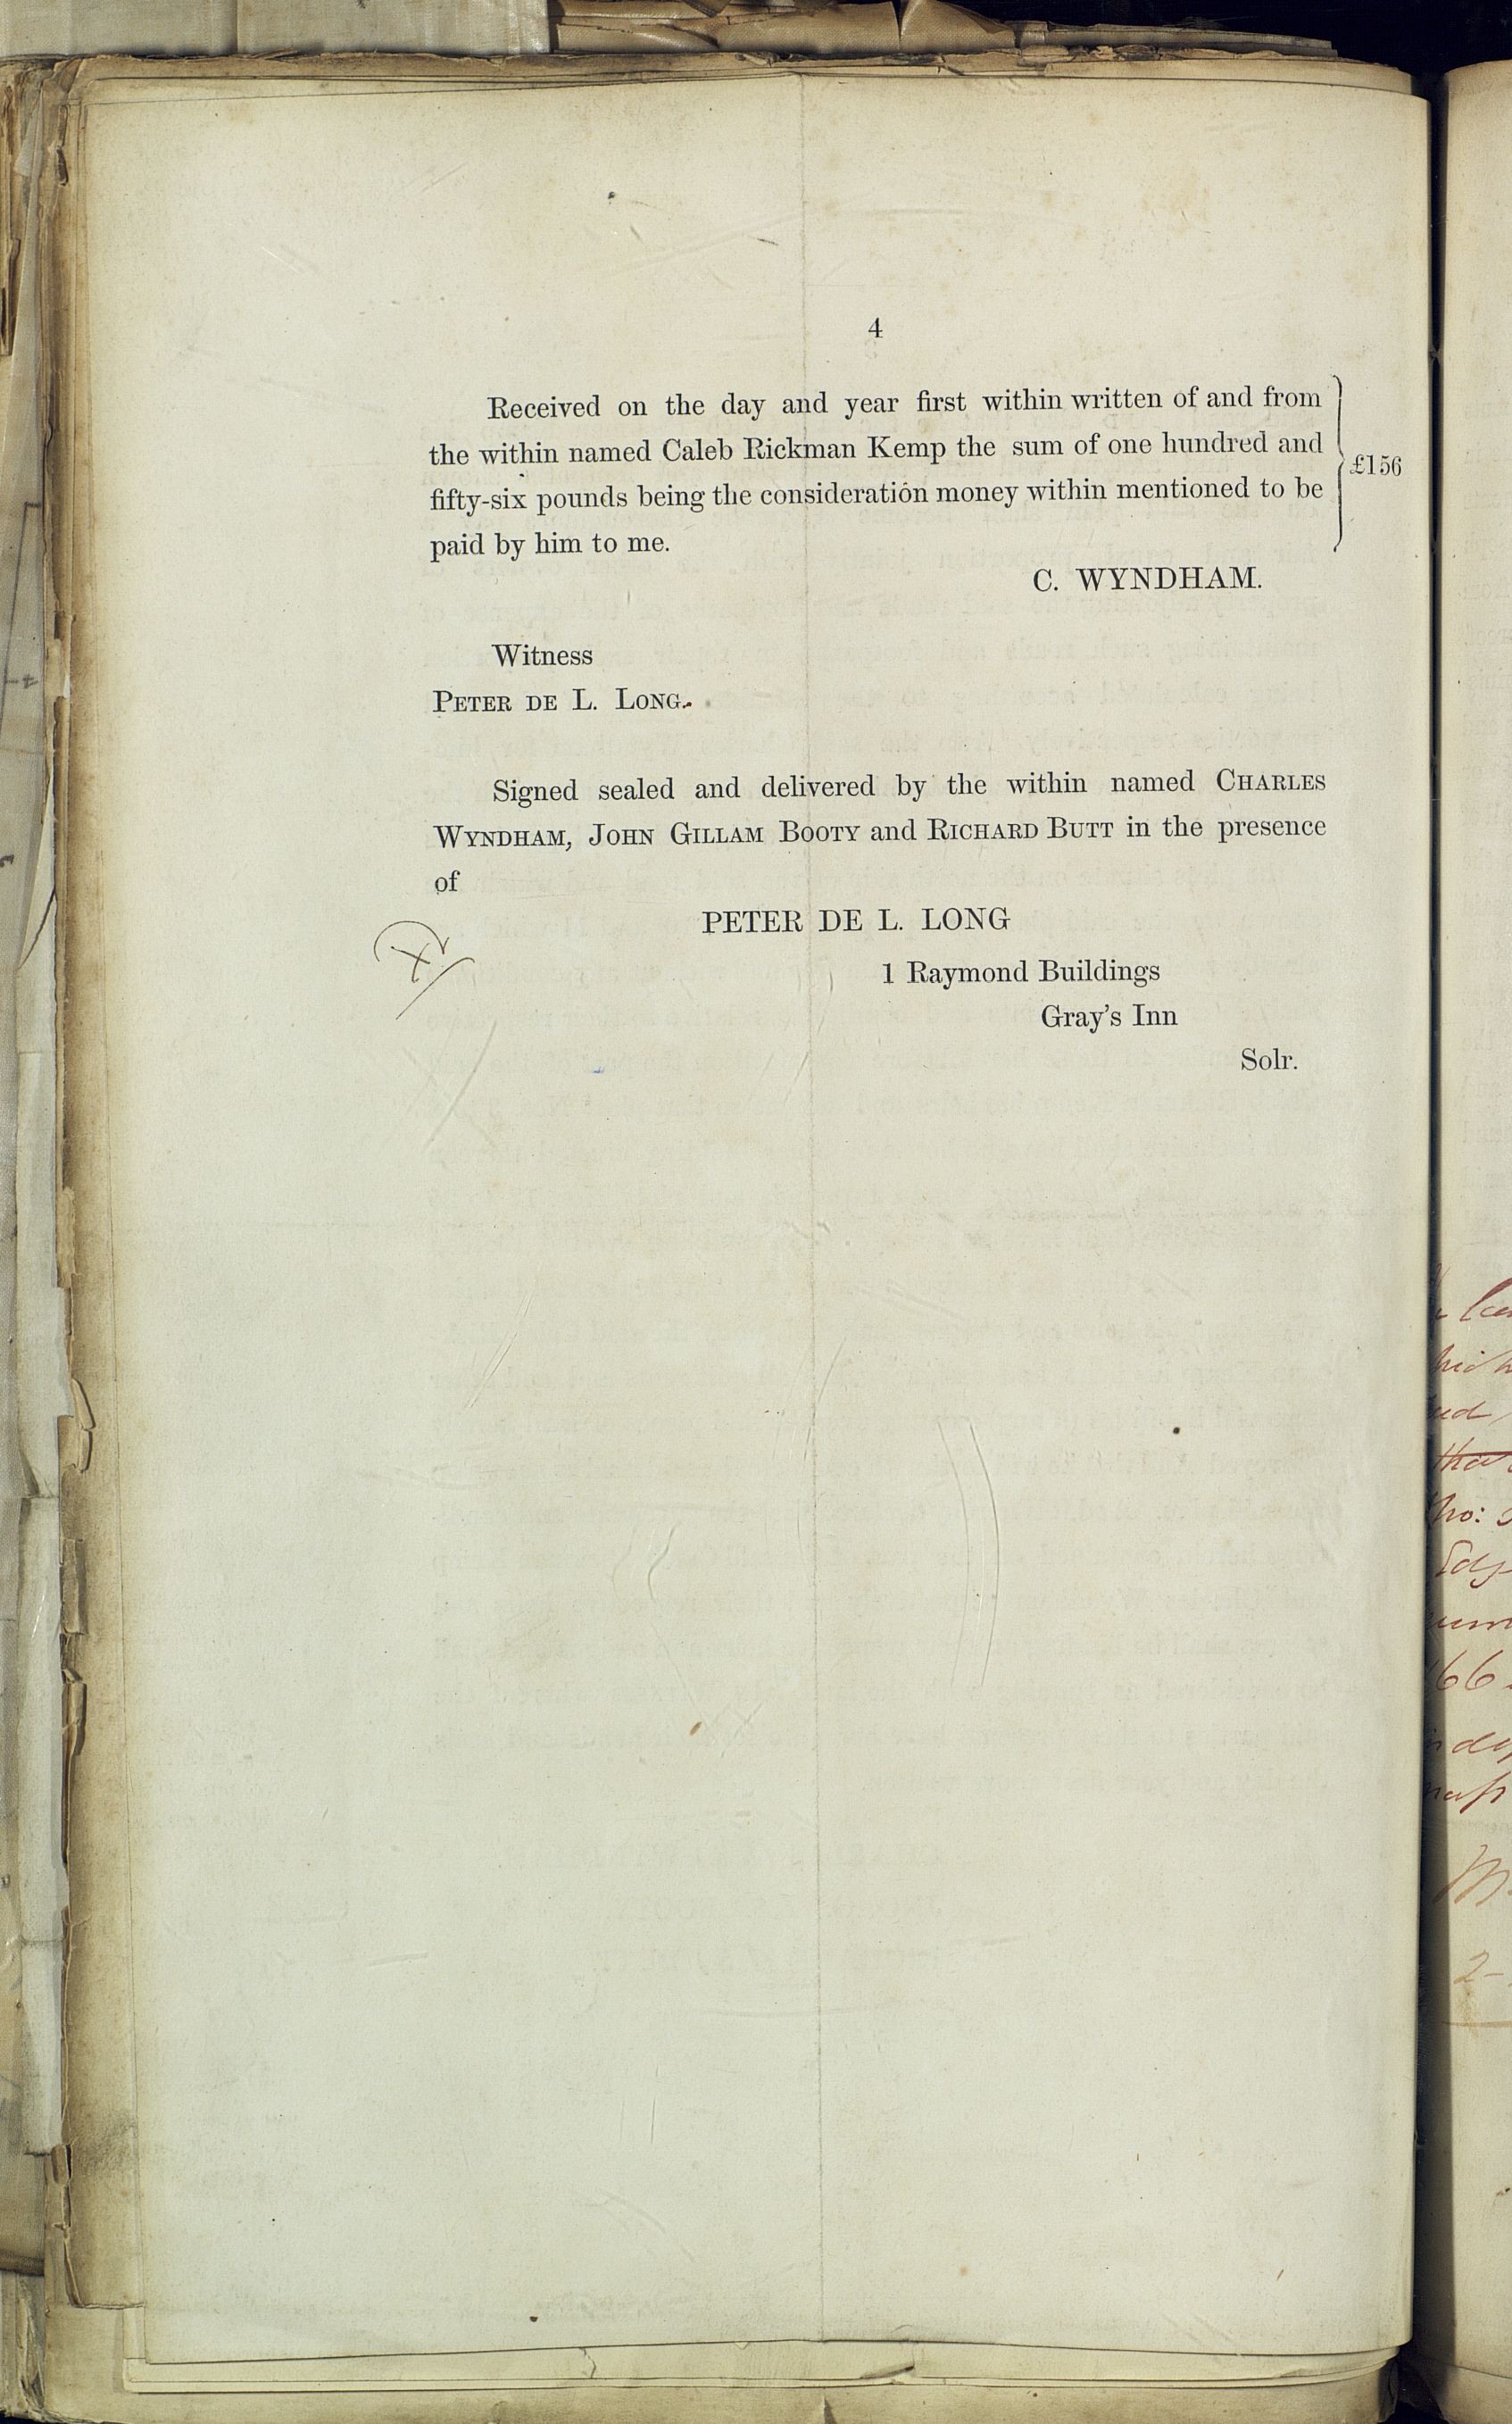 4
Received on the day and year first within written of and from
the within named Caleb Rickman Kemp the sum of one hundred and
£156
fifty-six pounds being the consideration money within mentioned to be
paid by him to me.
C. WYNDHAM.
Witness
PETER DE L. LONG.
Signed sealed and delivered by the within named CHARLES
WYNDHAM, JOHN GILLAM BOOTY and RICHARD BUTT in the presence
of
PETER DE L. LONG
1 Raymond Buildings
Gray's Inn
Solr.